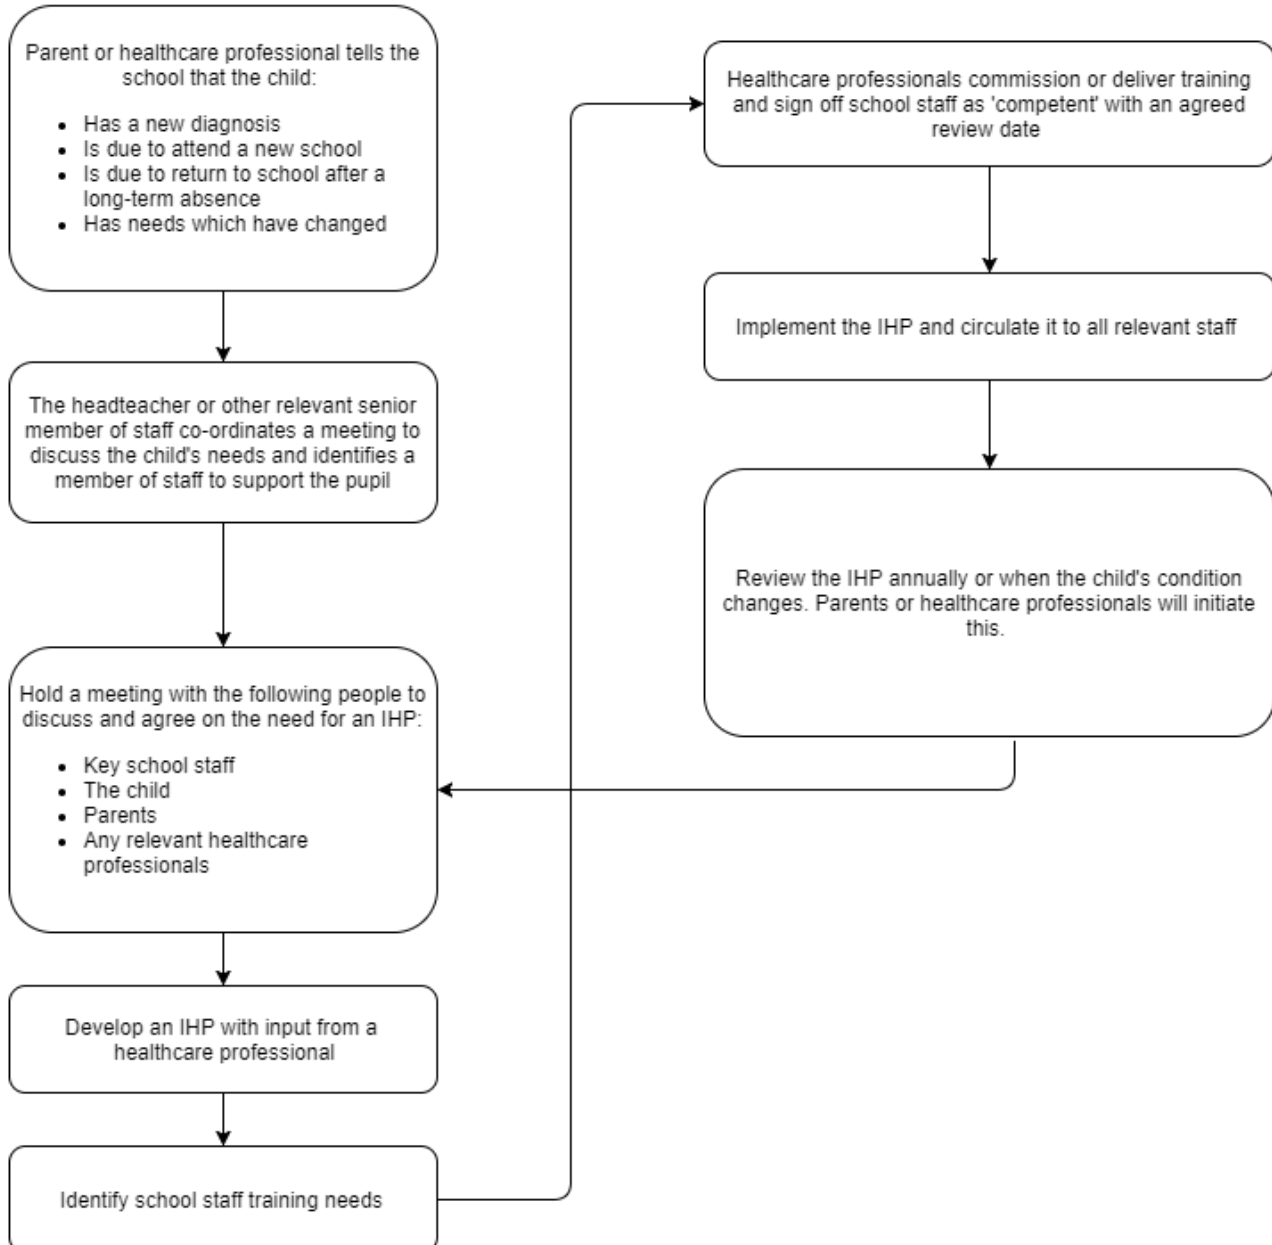 Parent or healthcare professional tells the
school that the child:
• Has a new diagnosis
• Is due to attend a new school
• Is due to return to school after a
long-term absence
• Has needs which have changed
The headteacher or other relevant senior
member of staff co-ordinates a meeting to
discuss the child's needs and identifies a
member of staff to support the pupil
Hold a meeting with the following people to
discuss and agree on the need for an IHP:
• Key school staff
• The child
• Parents
• Any relevant healthcare
professionals
Develop an IHP with input from a
healthcare professional
Identify school staff training needs
Healthcare professionals commission or deliver training
and sign off school staff as 'competent' with an agreed
review date
Implement the IHP and circulate it to all relevant staff
Review the IHP annually or when the child's condition
changes. Parents or healthcare professionals will initiate
this.